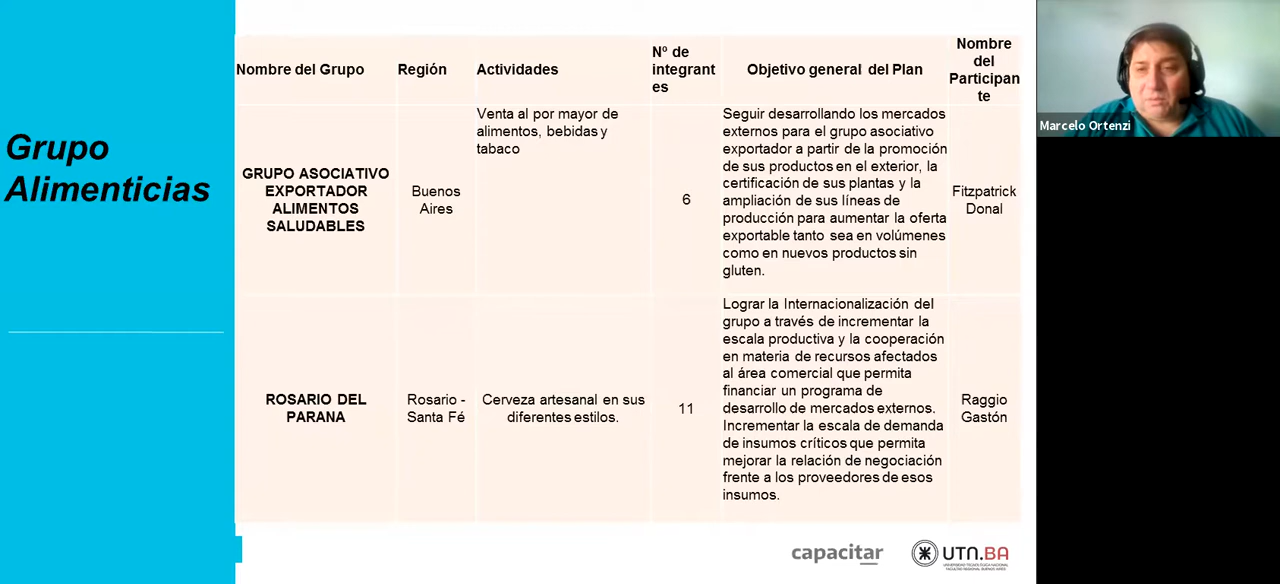 Grupo
Alimenticias
Nombre del Grupo
Región
Actividades
Nº de
integrant
es
Objetivo general del Plan
Nombre
del
Participan
te
GRUPO ASOCIATIVO
EXPORTADOR
ALIMENTOS
SALUDABLES
Buenos
Aires
Venta al por mayor de
alimentos, bebidas y
tabaco
6
Seguir desarrollando los mercados
externos para el grupo asociativo
exportador a partir de la promoción
de sus productos en el exterior, la
certificación de sus plantas y la
ampliación de sus líneas de
producción para aumentar la oferta
exportable tanto sea en volúmenes
como en nuevos productos sin
gluten.
Fitzpatrick
Donal
ROSARIO DEL
PARANA
Rosario -
Santa Fé
Cerveza artesanal en sus
diferentes estilos.
11
Lograr la Internacionalización del
grupo a través de incrementar la
escala productiva y la cooperación
en materia de recursos afectados
al área comercial que permita
financiar un programa de
desarrollo de mercados externos.
Incrementar la escala de demanda
de insumos críticos que permita
mejorar la relación de negociación
frente a los proveedores de esos
insumos.
Raggio
Gastón
Marcelo Ortenzi
capacitar
UTN.BA
UNIVERSIDAD TECNOLÓGICA NACIONAL
FACULTAD REGIONAL BUENOS AIRES